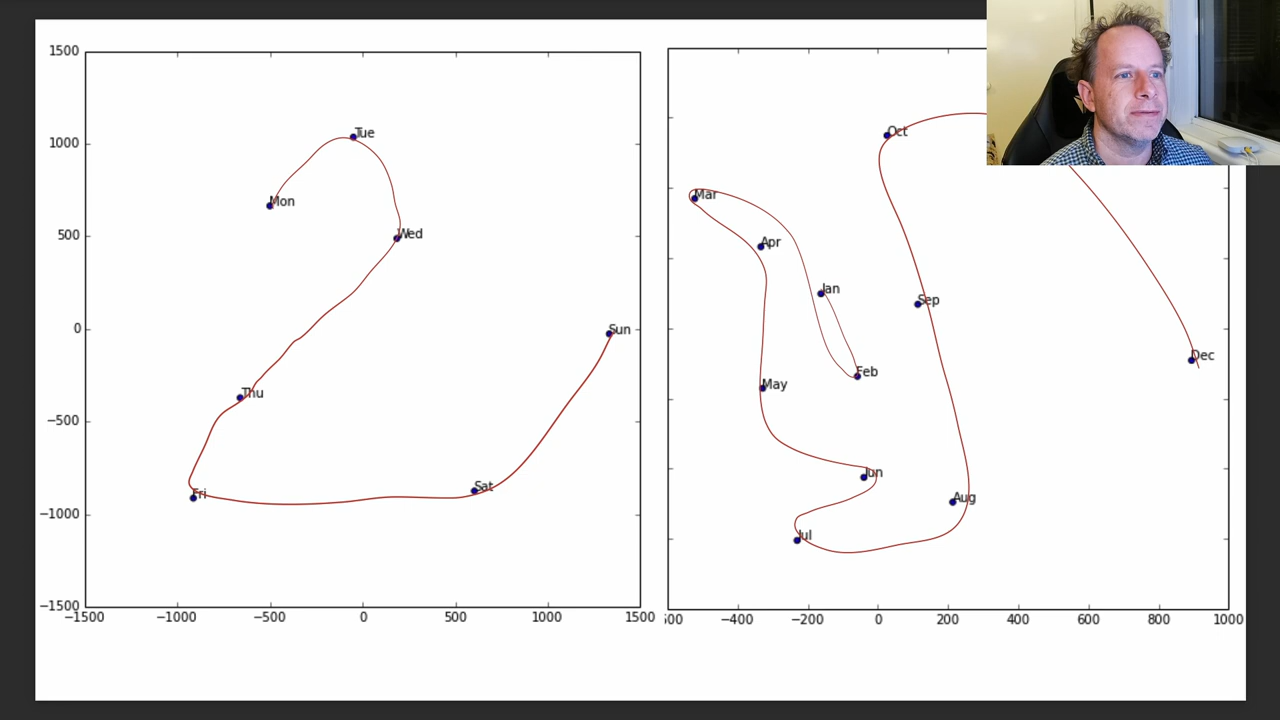 1500
1000
500
0
−500
−1000
−1500
−1500
−1000
−500
0
500
1000
1500
Tue
Mon
Wed
Sun
Thu
Fri
Sat
Oct
Mar
Apr
Jan
Sep
Dec
Feb
May
Jun
Aug
Jul
−400
−200
0
200
400
600
800
1000